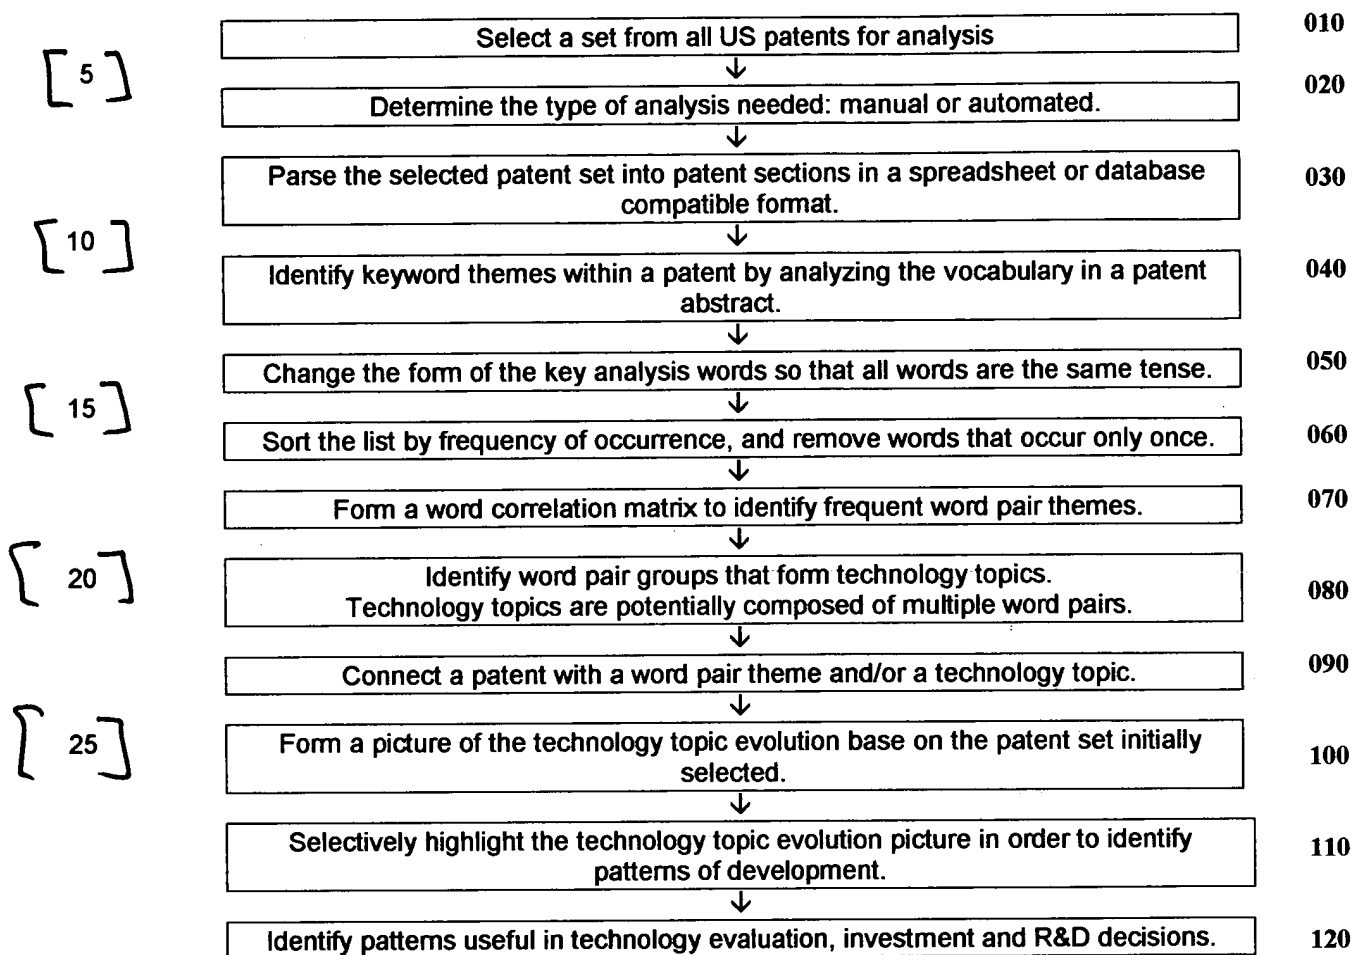 Select a set from all US patents for analysis
010
[ 5 ]
Determine the type of analysis needed: manual or automated.
020
Parse the selected patent set into patent sections in a spreadsheet or database
compatible format.
030
[ 10 ]
Identify keyword themes within a patent by analyzing the vocabulary in a patent
abstract.
040
Change the form of the key analysis words so that all words are the same tense.
050
[ 15 ]
Sort the list by frequency of occurrence, and remove words that occur only once.
060
Form a word correlation matrix to identify frequent word pair themes.
070
[ 20 ]
Identify word pair groups that form technology topics.
Technology topics are potentially composed of multiple word pairs.
080
Connect a patent with a word pair theme and/or a technology topic.
090
[ 25 ]
Form a picture of the technology topic evolution base on the patent set initially
selected.
100
Selectively highlight the technology topic evolution picture in order to identify
patterns of development.
110
Identify patterns useful in technology evaluation, investment and R&D decisions.
120